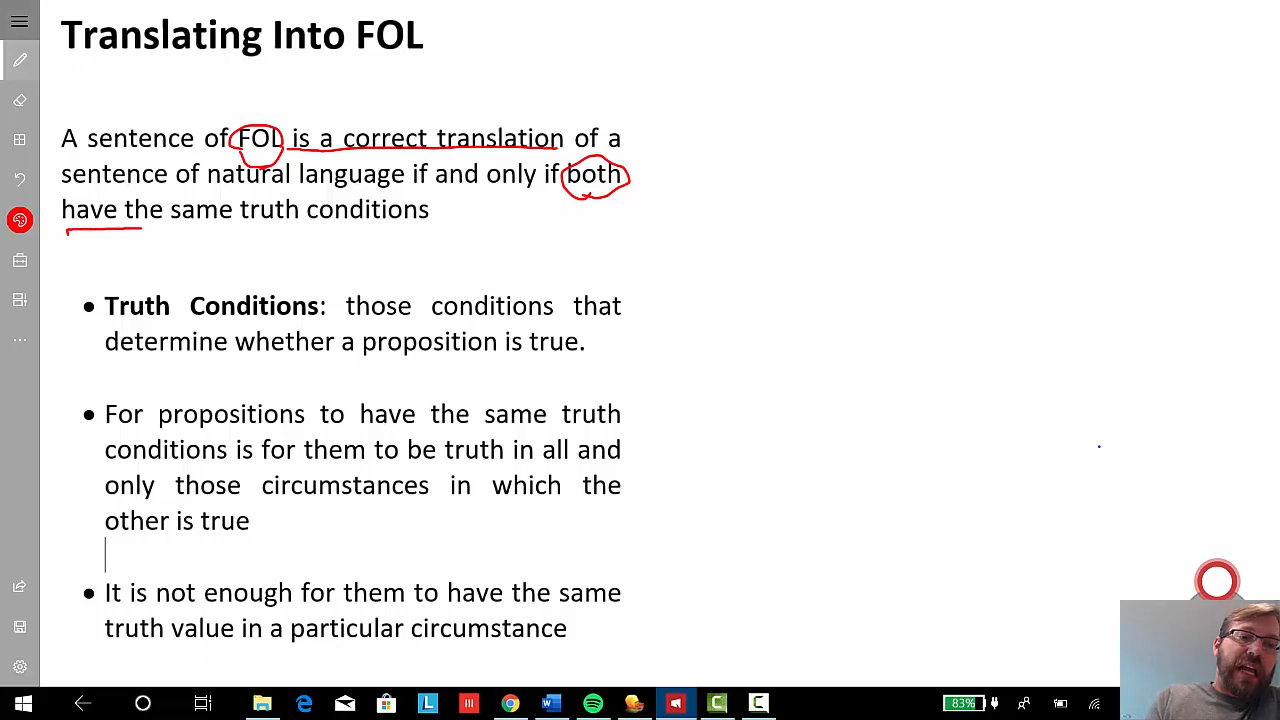 Translating Into FOL
A sentence of FOL is a correct translation of a
sentence of natural language if and only if both
have the same truth conditions
• Truth Conditions: those conditions that
determine whether a proposition is true.
• For propositions to have the same truth
conditions is for them to be truth in all and
only those circumstances in which the
other is true
• It is not enough for them to have the same
truth value in a particular circumstance
83%